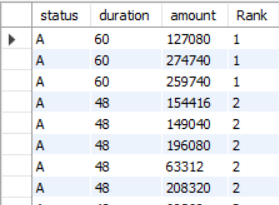 status duration amount Rank
A 60 127080 1
A 60 274740 1
A 60 259740 1
A 48 154416 2
A 48 149040 2
A 48 196080 2
A 48 63312 2
A 48 208320 2